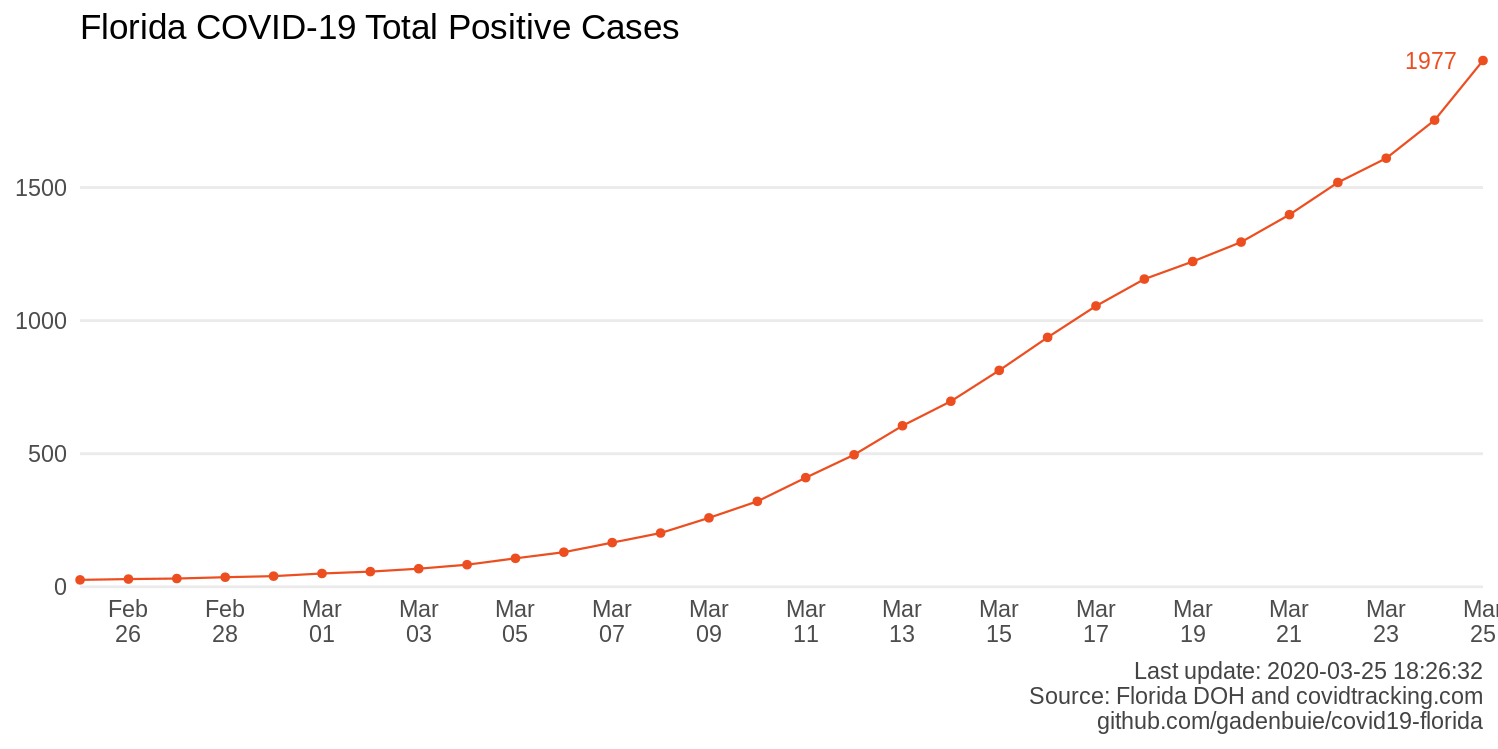 Florida COVID-19 Total Positive Cases
1977
1500
1000
500
0
Feb Feb Mar Mar Mar Mar Mar Mar Mar Mar Mar Mar Mar Mar Mar
26 28 01 03 05 07 09 11 13 15 17 19 21 23 25
Last update: 2020-03-25 18:26:32
Source: Florida DOH and covidtracking.com
github.com/gadenbuie/covid19-florida